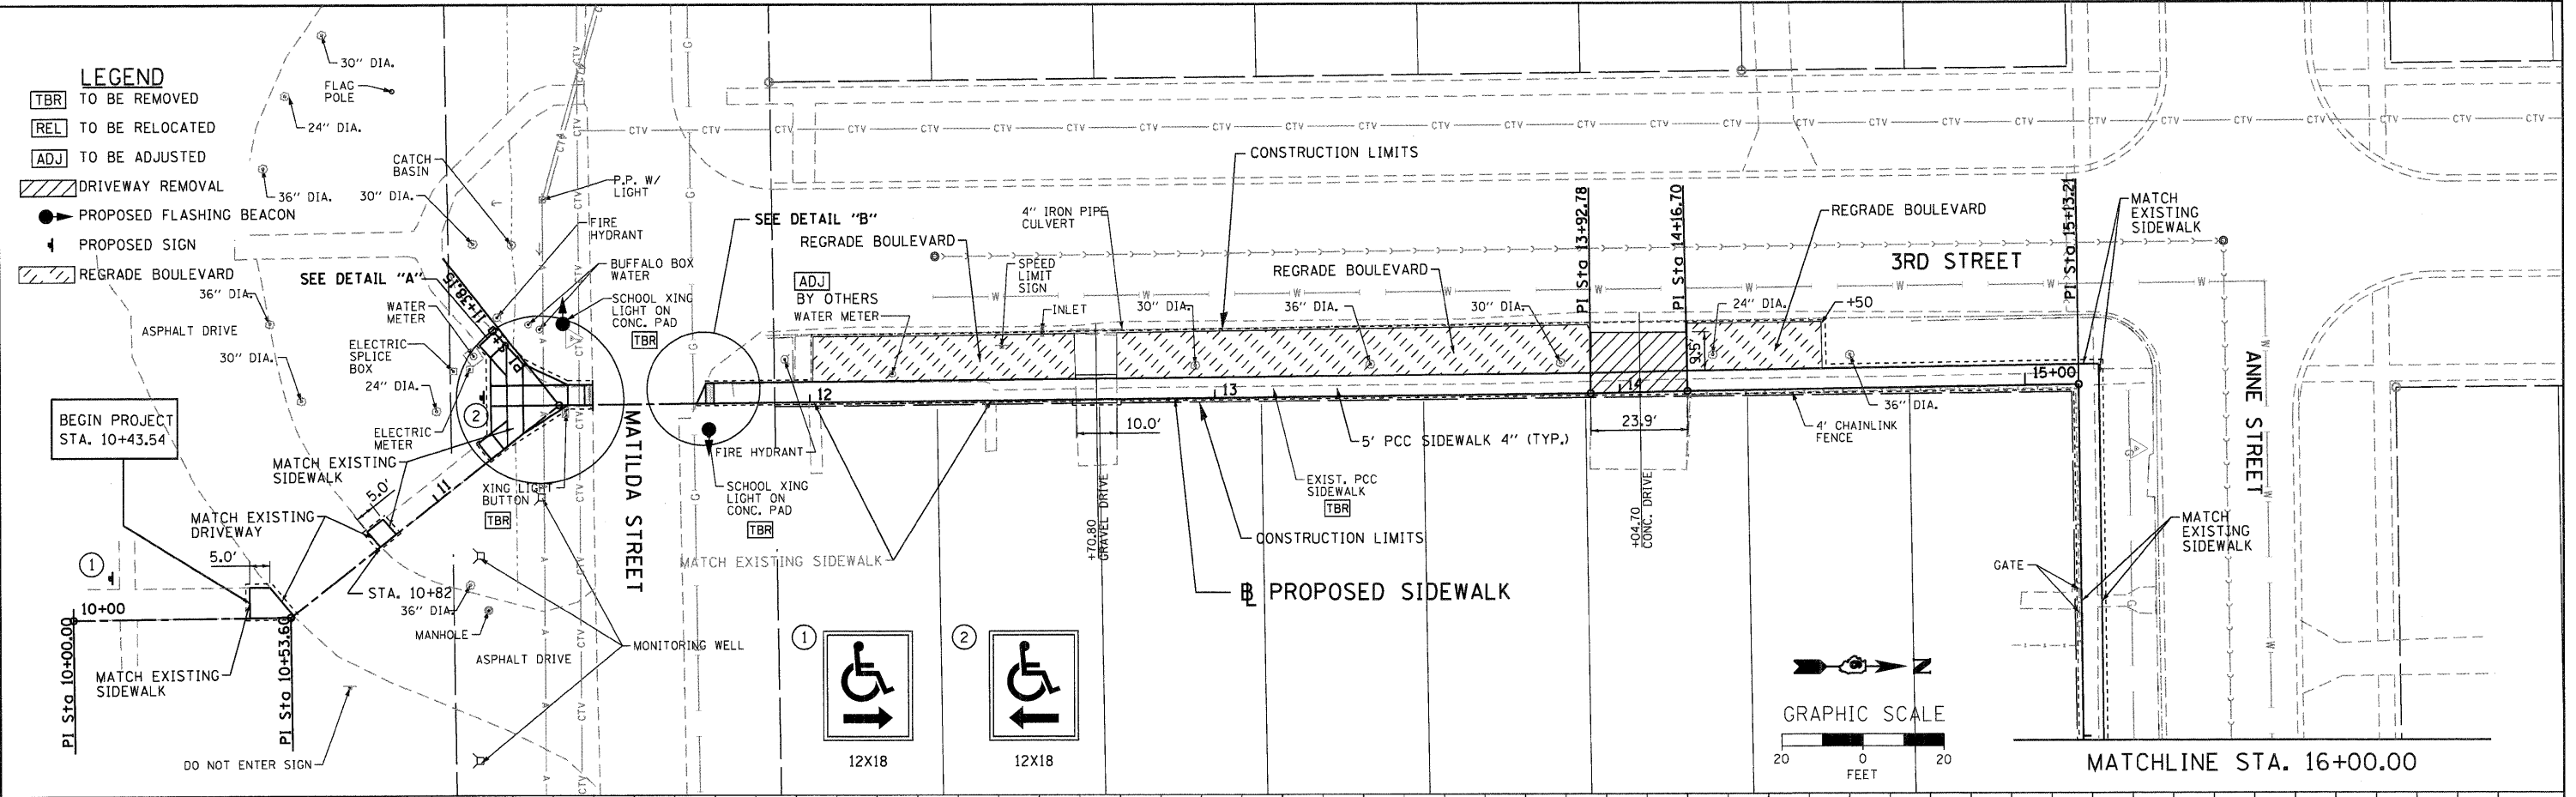 LEGEND
TBR TO BE REMOVED
REL TO BE RELOCATED
ADJ TO BE ADJUSTED
DRIVEWAY REMOVAL
PROPOSED FLASHING BEACON
PROPOSED SIGN
REGRADE BOULEVARD
30" DIA.
FLAG
POLE
24" DIA.
36" DIA.
30" DIA.
CATCH
BASIN
P.P. W/
LIGHT
FIRE
HYDRANT
BUFFALO BOX
WATER
SCHOOL XING
LIGHT ON
CONC. PAD
TBR
SEE DETAIL "A"
11+38.15
36" DIA.
WATER
METER
ASPHALT DRIVE
ELECTRIC
SPLICE
BOX
30" DIA.
24" DIA.
2
ELECTRIC
METER
BEGIN PROJECT
STA. 10+43.54
MATCH EXISTING
SIDEWALK
11
5.0'
XING LIGHT
BUTTON
TBR
MATCH EXISTING
DRIVEWAY
5.0'
1
10+00
STA. 10+82
36" DIA.
MANHOLE
ASPHALT DRIVE
MONITORING WELL
PI Sta 10+00.00
PI Sta 10+53.60
MATCH EXISTING
SIDEWALK
DO NOT ENTER SIGN
MATILDA STREET
SEE DETAIL "B"
REGRADE BOULEVARD
ADJ
BY OTHERS
WATER METER
4" IRON PIPE
CULVERT
SPEED
LIMIT
SIGN
INLET
CONSTRUCTION LIMITS
REGRADE BOULEVARD
30" DIA.
36" DIA.
30" DIA.
PI Sta 13+92.78
PI Sta 14+16.70
9.5'
24" DIA.
REGRADE BOULEVARD
+50
3RD STREET
PI Sta 15+13.21
MATCH
EXISTING
SIDEWALK
12
13
14
15+00
10.0'
23.9'
FIRE HYDRANT
SCHOOL XING
LIGHT ON
CONC. PAD
TBR
MATCH EXISTING SIDEWALK
+70.80
GRAVEL DRIVE
EXIST. PCC
SIDEWALK
TBR
5' PCC SIDEWALK 4" (TYP.)
CONSTRUCTION LIMITS
PROPOSED SIDEWALK
+04.70
CONC. DRIVE
4' CHAINLINK
FENCE
36" DIA.
ANNE STREET
MATCH
EXISTING
SIDEWALK
GATE
1
12X18
2
12X18
N
GRAPHIC SCALE
20 0 20
FEET
MATCHLINE STA. 16+00.00